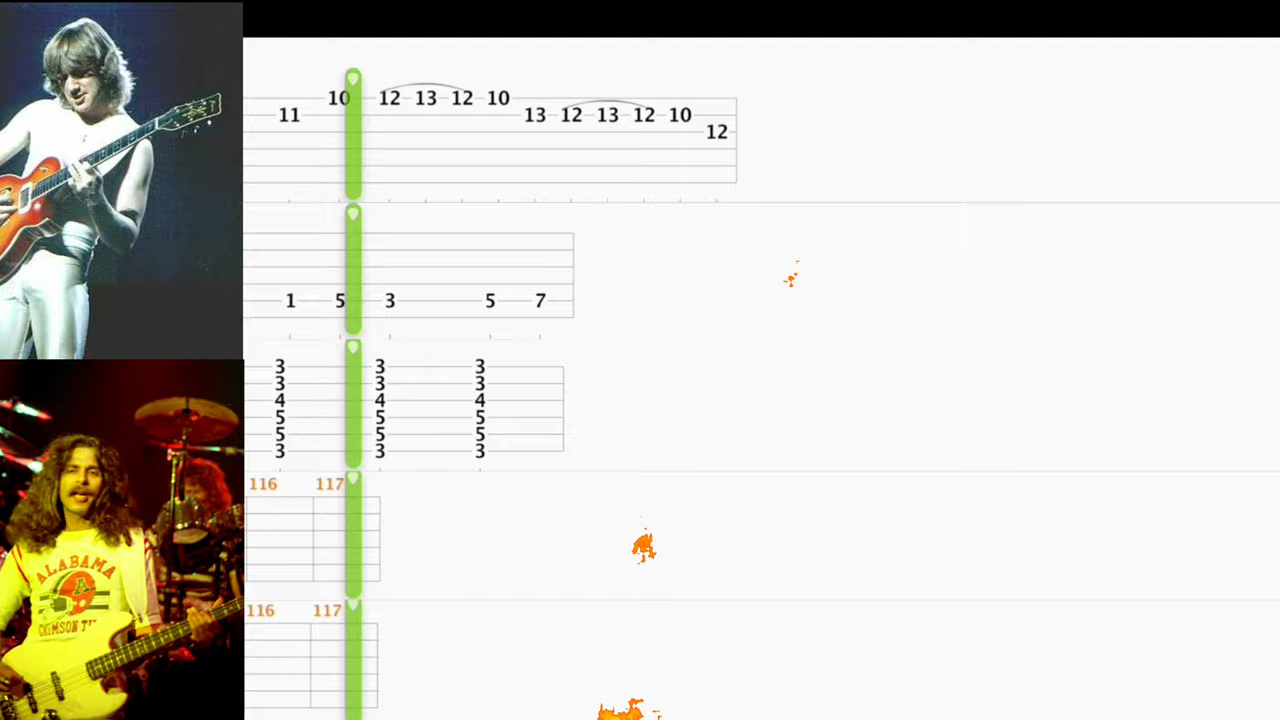 10 12 13 12 10
11 13 12 13 12 10
12
1 5 3 5 7
3 3 3
3 3 3
4 4 4
5 5 5
5 5 5
3 3 3
116 117
116 117
ALABAMA
A
CRIMSON TI